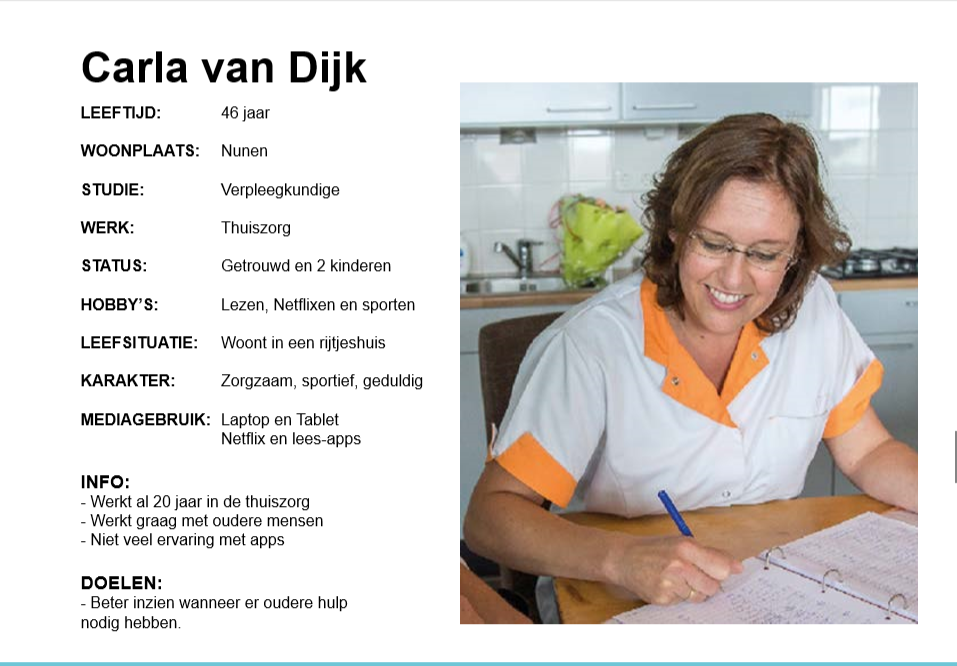 Carla van Dijk
LEEFTIJD: 46 jaar
WOONPLAATS: Nunen
STUDIE: Verpleegkundige
WERK: Thuiszorg
STATUS: Getrouwd en 2 kinderen
HOBBY'S: Lezen, Netflixen en sporten
LEEFSITUATIE: Woont in een rijtjeshuis
KARAKTER: Zorgzaam, sportief, geduldig
MEDIAGEBRUIK: Laptop en Tablet
Netflix en lees-apps
INFO:
- Werkt al 20 jaar in de thuiszorg
- Werkt graag met oudere mensen
- Niet veel ervaring met apps
DOELEN:
- Beter inzien wanneer er oudere hulp
nodig hebben.